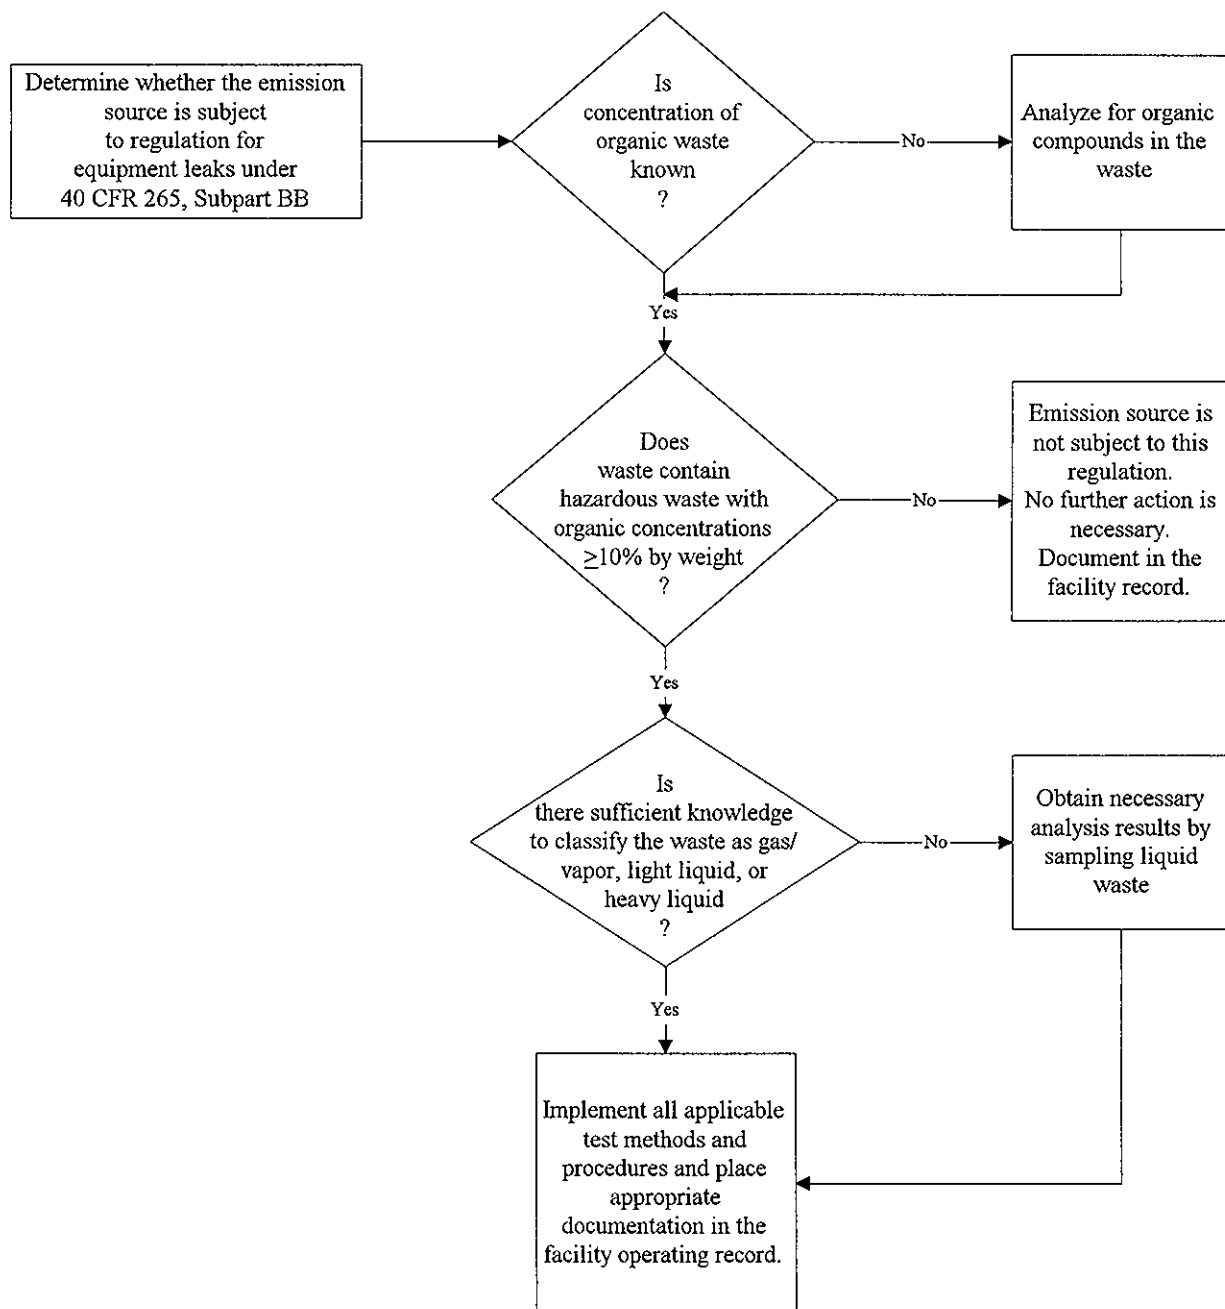 Determine whether the emission
source is subject
to regulation for
equipment leaks under
40 CFR 265, Subpart BB
Is
concentration of
organic waste
known
?
No
Analyze for organic
compounds in the
waste
Yes
Does
waste contain
hazardous waste with
organic concentrations
≥10% by weight
?
No
Emission source is
not subject to this
regulation.
No further action is
necessary.
Document in the
facility record.
Yes
Is
there sufficient knowledge
to classify the waste as gas/
vapor, light liquid, or
heavy liquid
?
No
Obtain necessary
analysis results by
sampling liquid
waste
Yes
Implement all applicable
test methods and
procedures and place
appropriate
documentation in the
facility operating record.